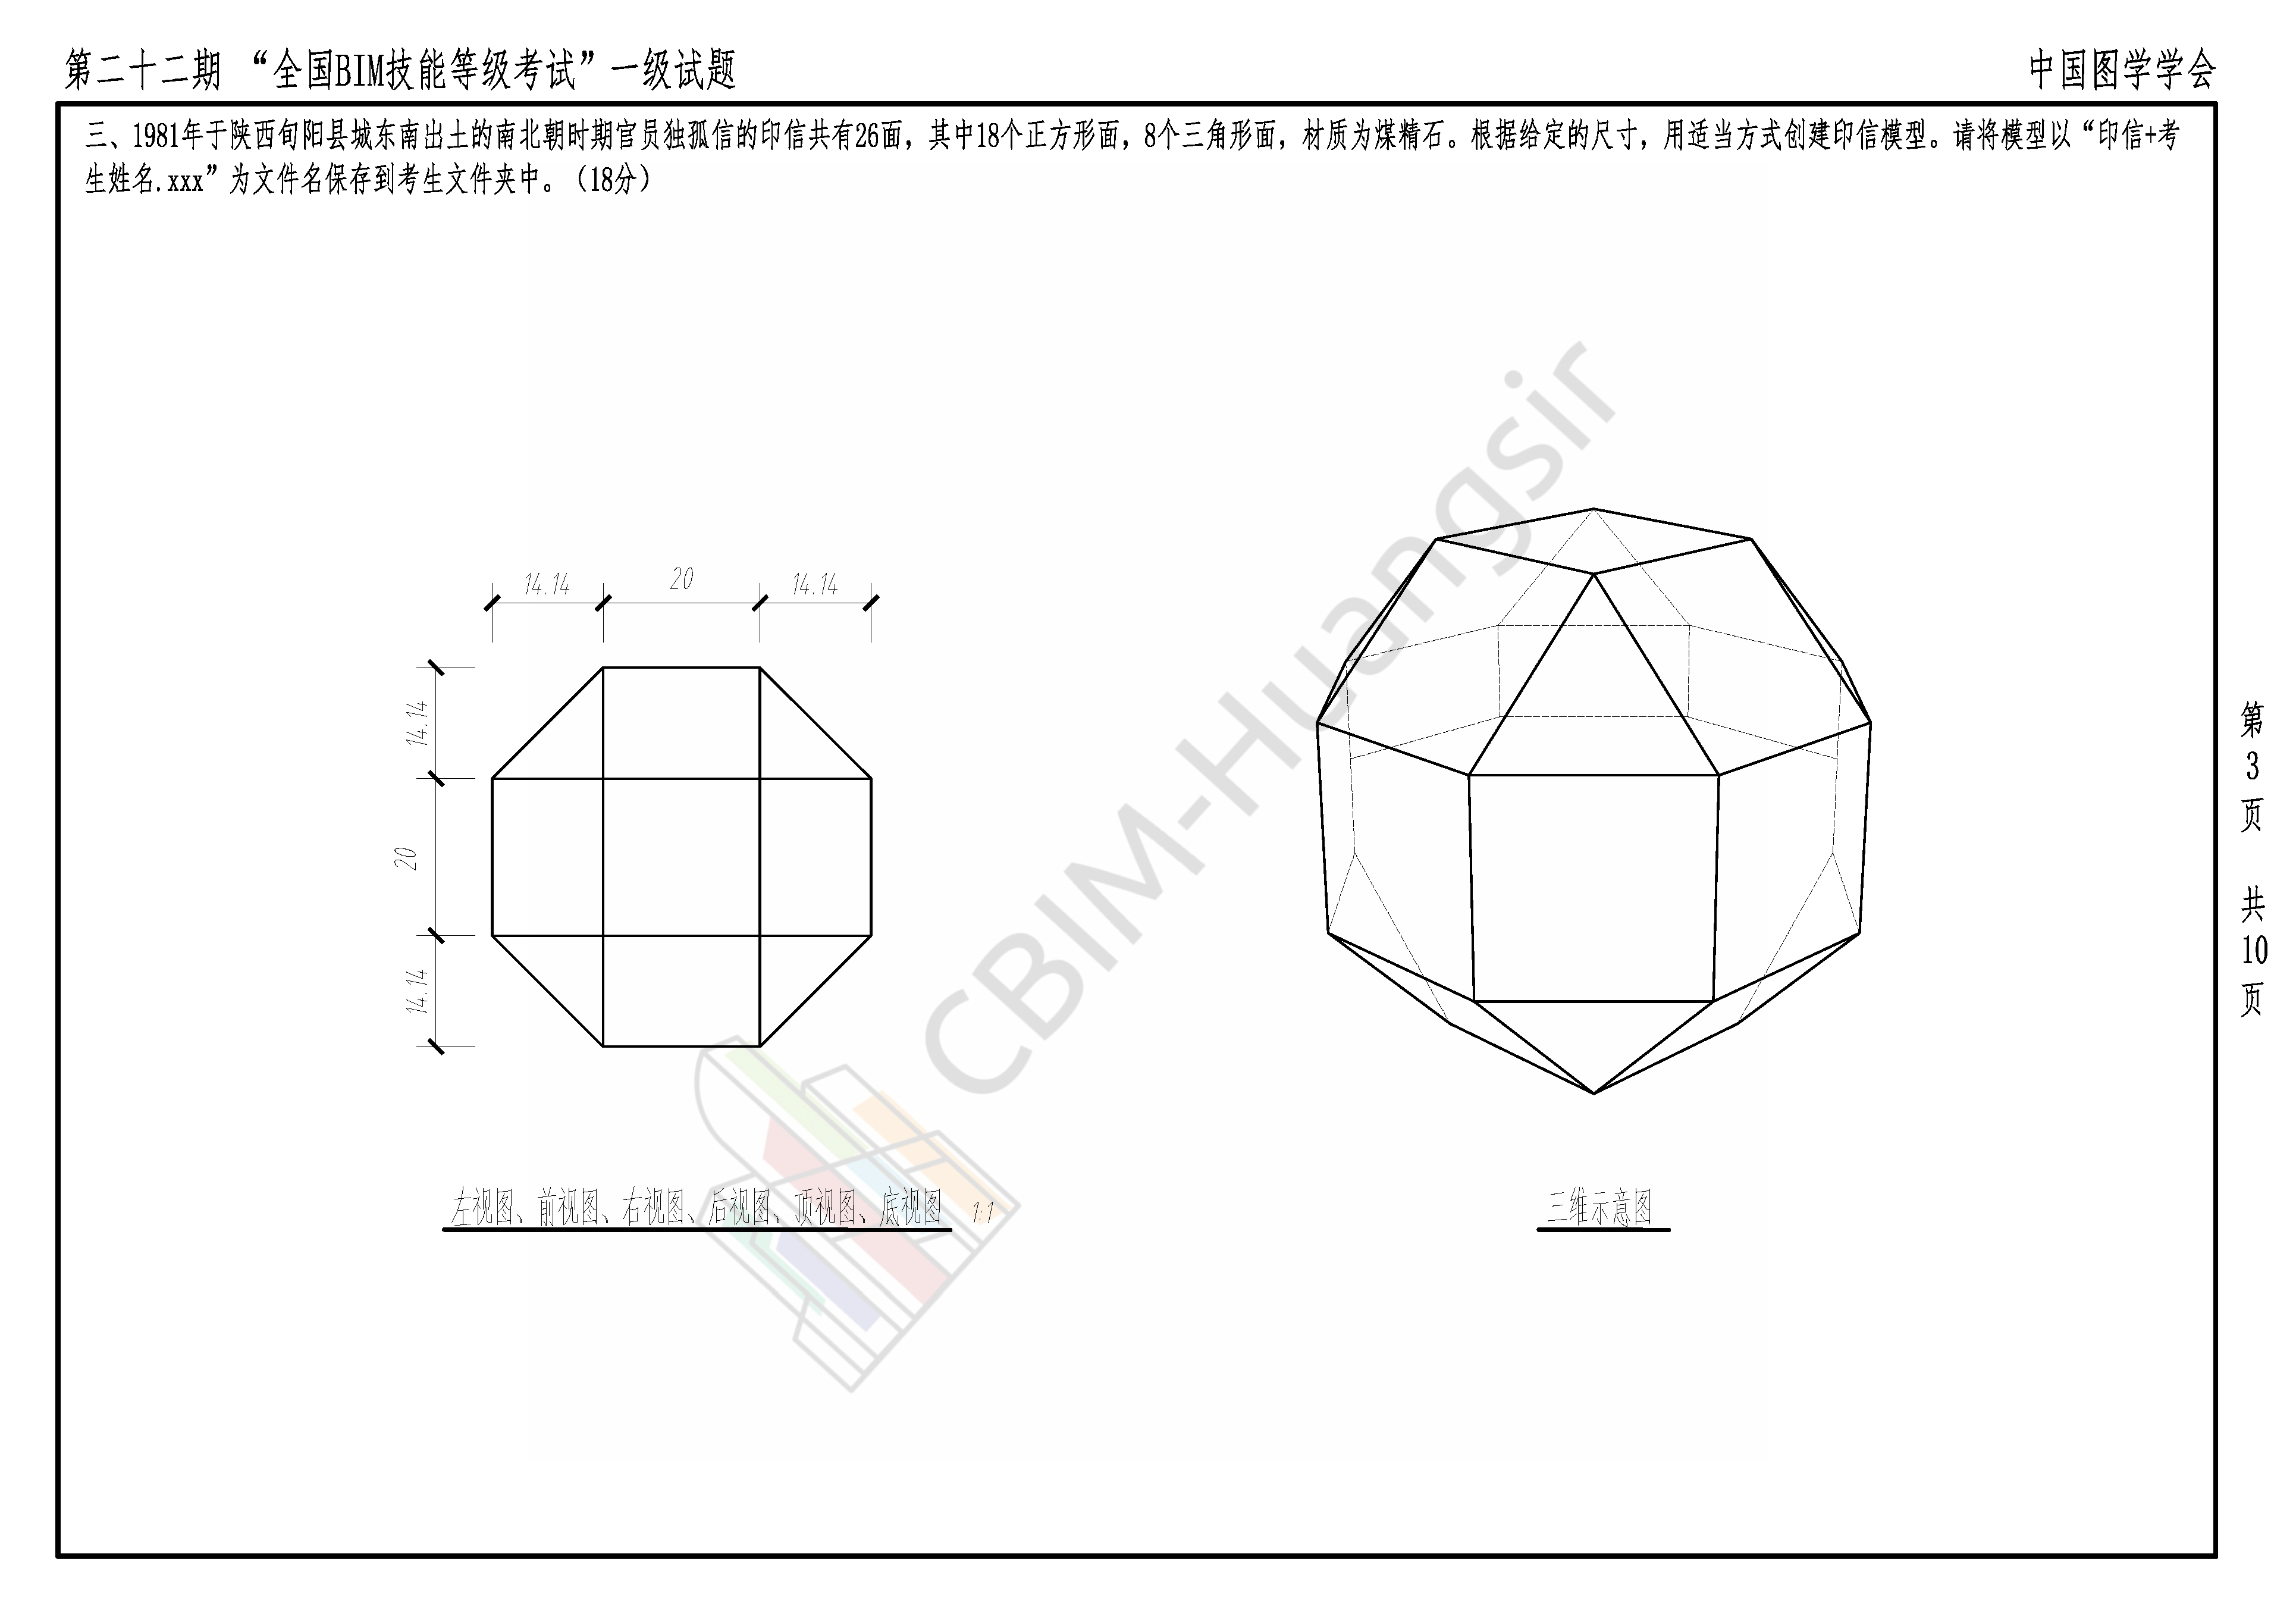 第二十二期 “全国BIM技能等级考试”一级试题
中国图学学会
三、1981年于陕西旬阳县城东南出土的南北朝时期官员独孤信的印信共有26面，其中18个正方形面，8个三角形面，材质为煤精石。根据给定的尺寸，用适当方式创建印信模型。请将模型以“印信+考
生姓名.xxx”为文件名保存到考生文件夹中。（18分）
14.14
20
14.14
14.14
20
14.14
左视图、前视图、右视图、后视图、顶视图、底视图 1:1
三维示意图
CBIM-Huangsir
第
3
页
共
10
页